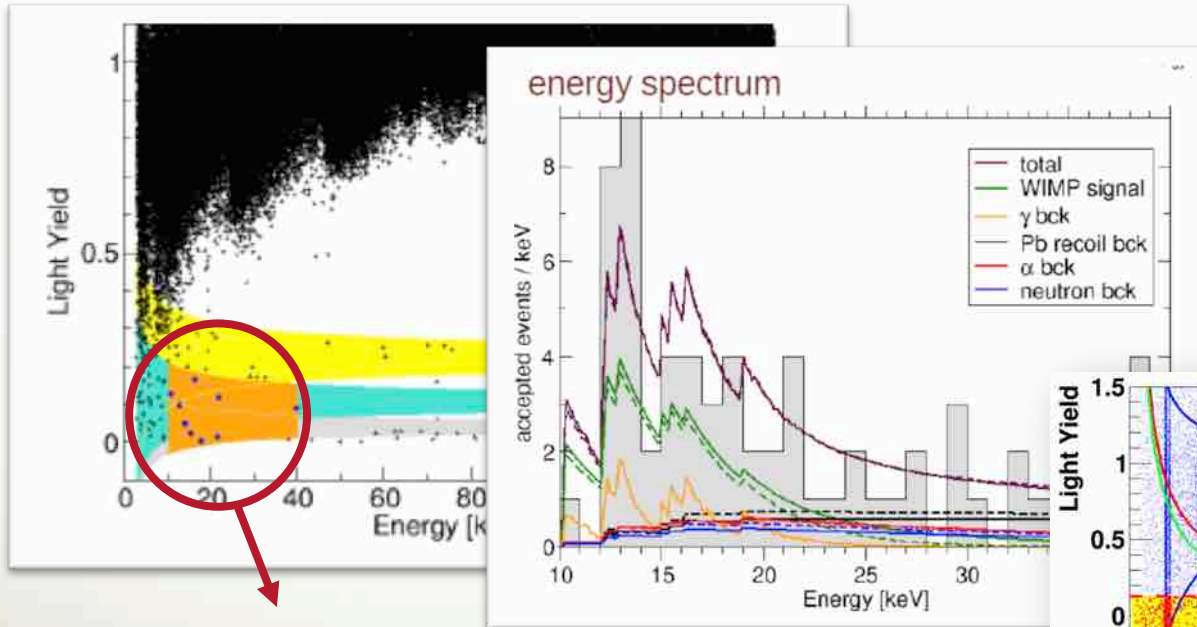 1
0.5
0
Light Yield
0 20 40 60 80
Energy [k
energy spectrum
8
6
4
2
0
accepted events / keV
10 15 20 25 30
Energy [keV]
total
WIMP signal
γ bck
Pb recoil bck
α bck
neutron bck
1.5
1
0.5
0
Light Yield